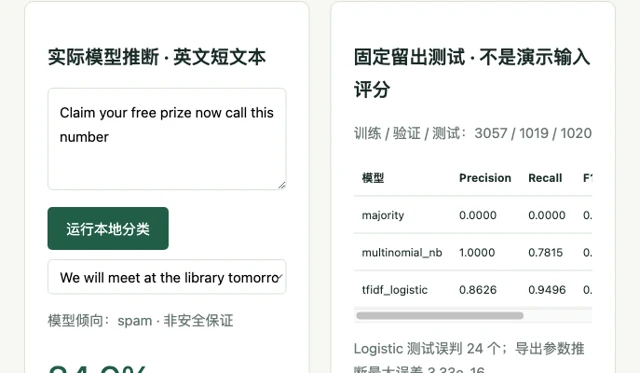 实际模型推断 · 英文短文本
Claim your free prize now call this
number
运行本地分类
We will meet at the library tomorro
模型倾向：spam · 非安全保证
固定留出测试 · 不是演示输入
评分
训练 / 验证 / 测试：3057 / 1019 / 1020
模型 Precision Recall
majority 0.0000 0.0000 0.
multinomial_nb 1.0000 0.7815 0.
tfidf_logistic 0.8626 0.9496 0.
Logistic 测试误判 24 个；导出参数推